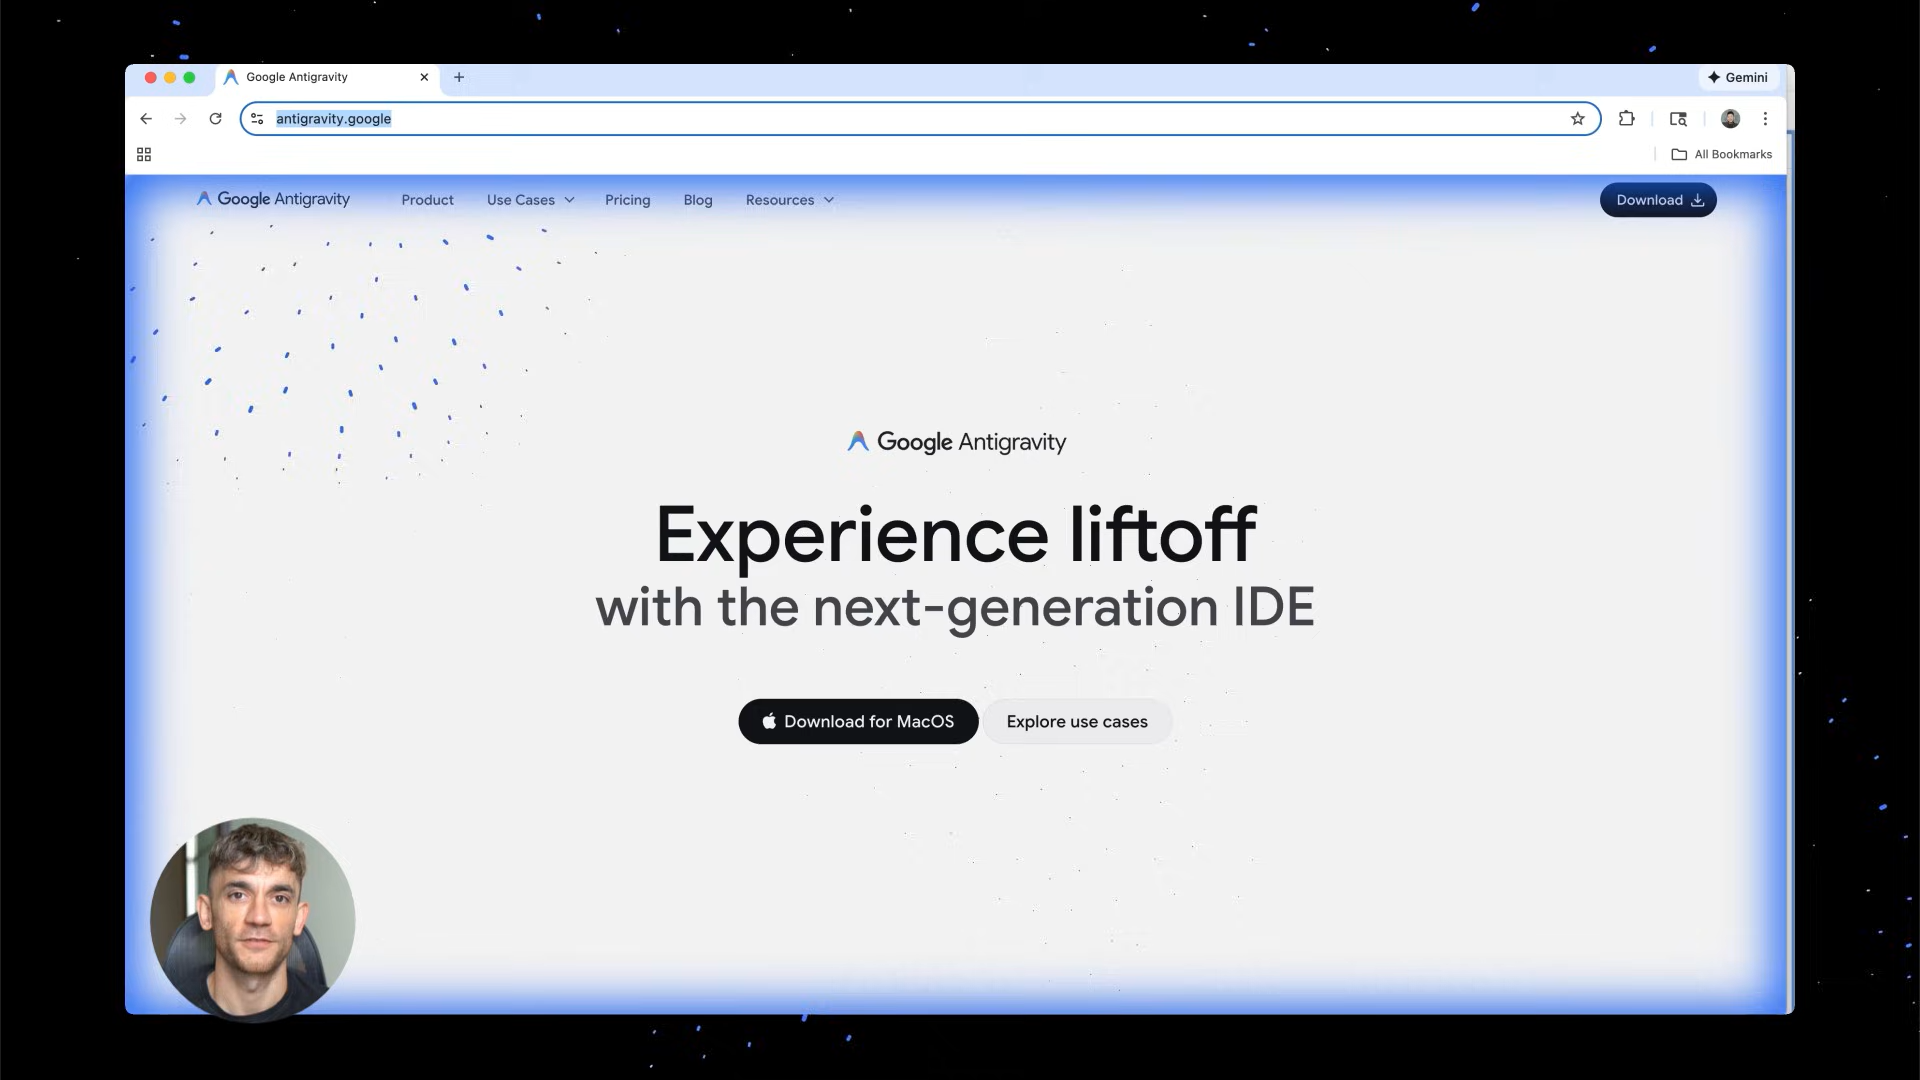 Google Antigravity
Gemini
antigravity.google
All Bookmarks
Google Antigravity
Product
Use Cases
Pricing
Blog
Resources
Download
Google Antigravity
Experience liftoff
with the next-generation IDE
Download for MacOS
Explore use cases